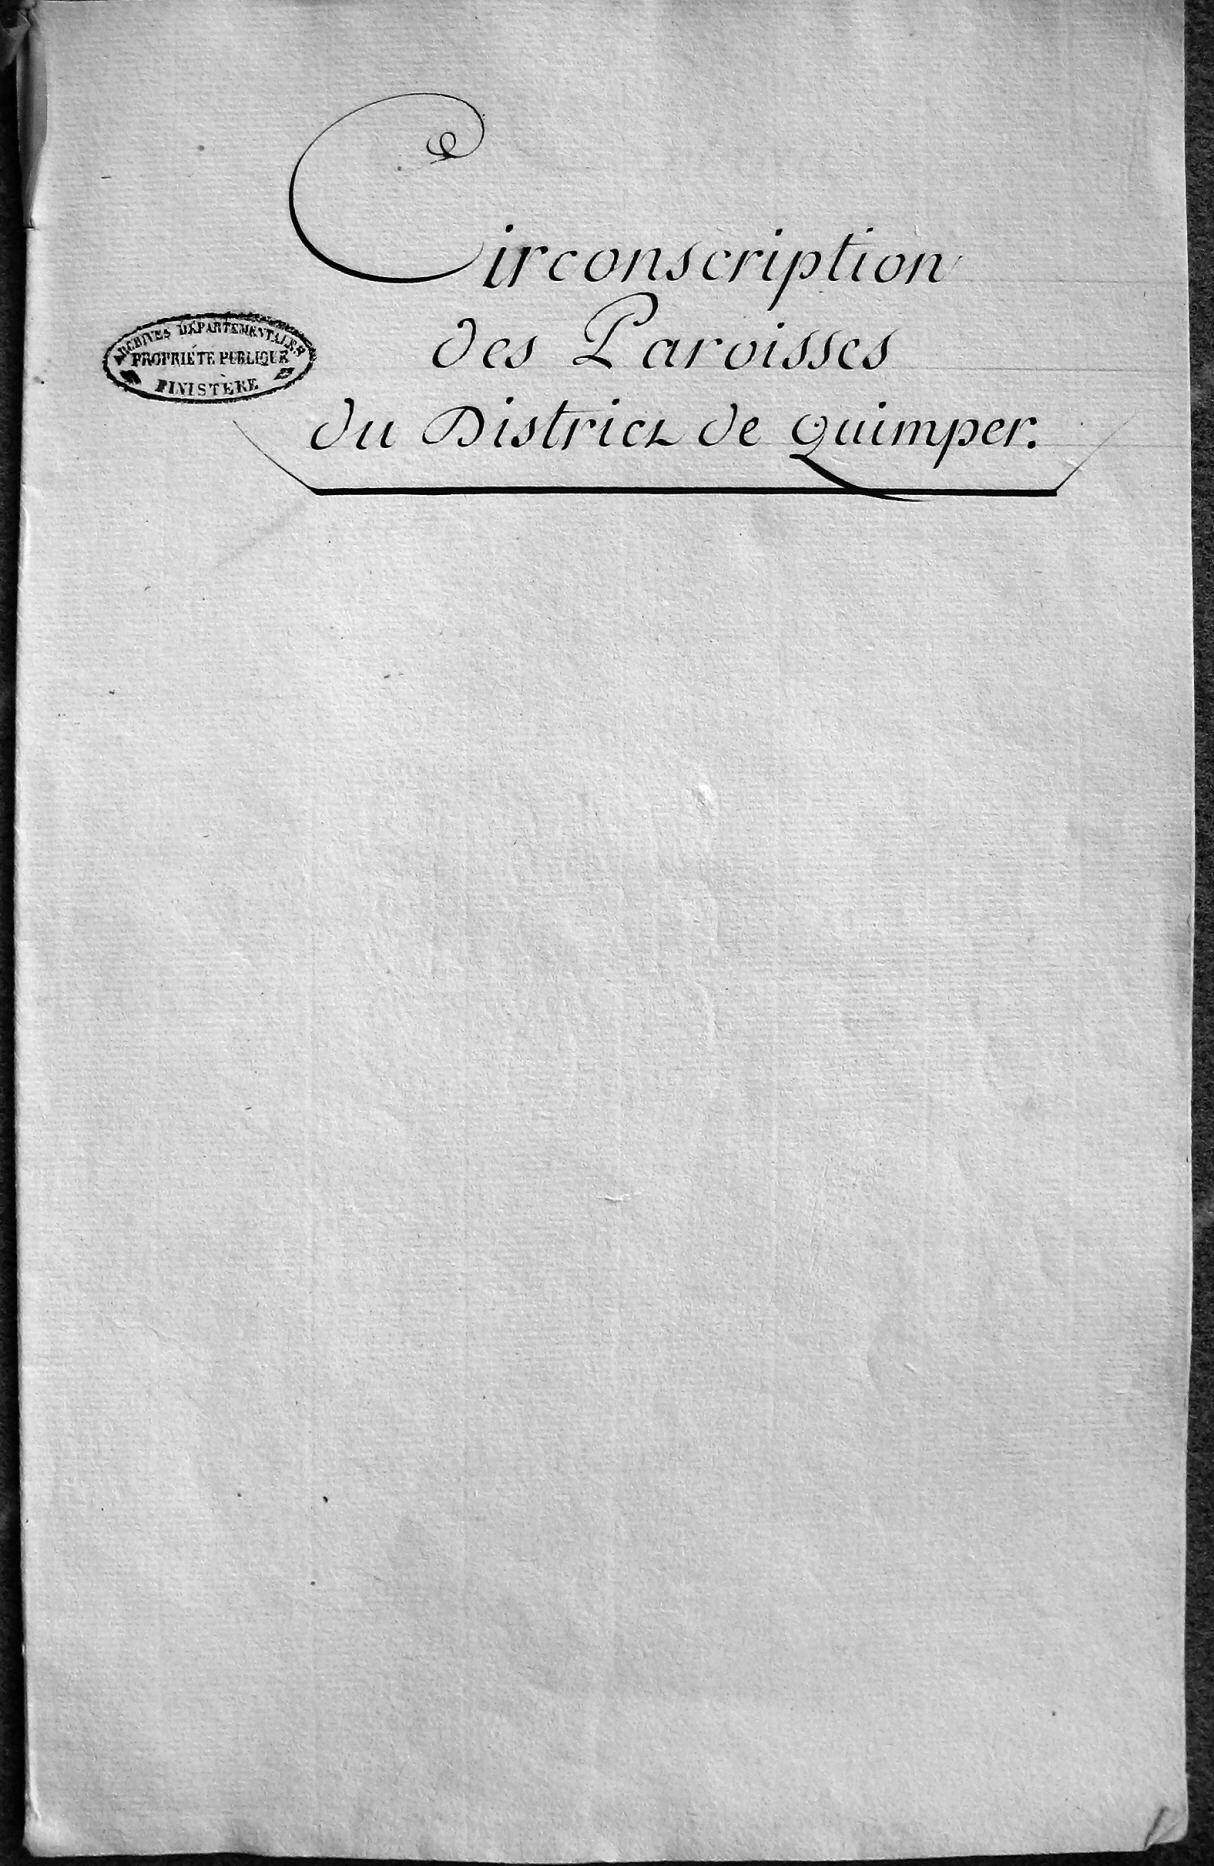 Circonscription
des Paroisses
du District de Quimper.
ARCHIVES DÉPARTEMENTALES
PROPRIÉTÉ PUBLIQUE
FINISTÈRE